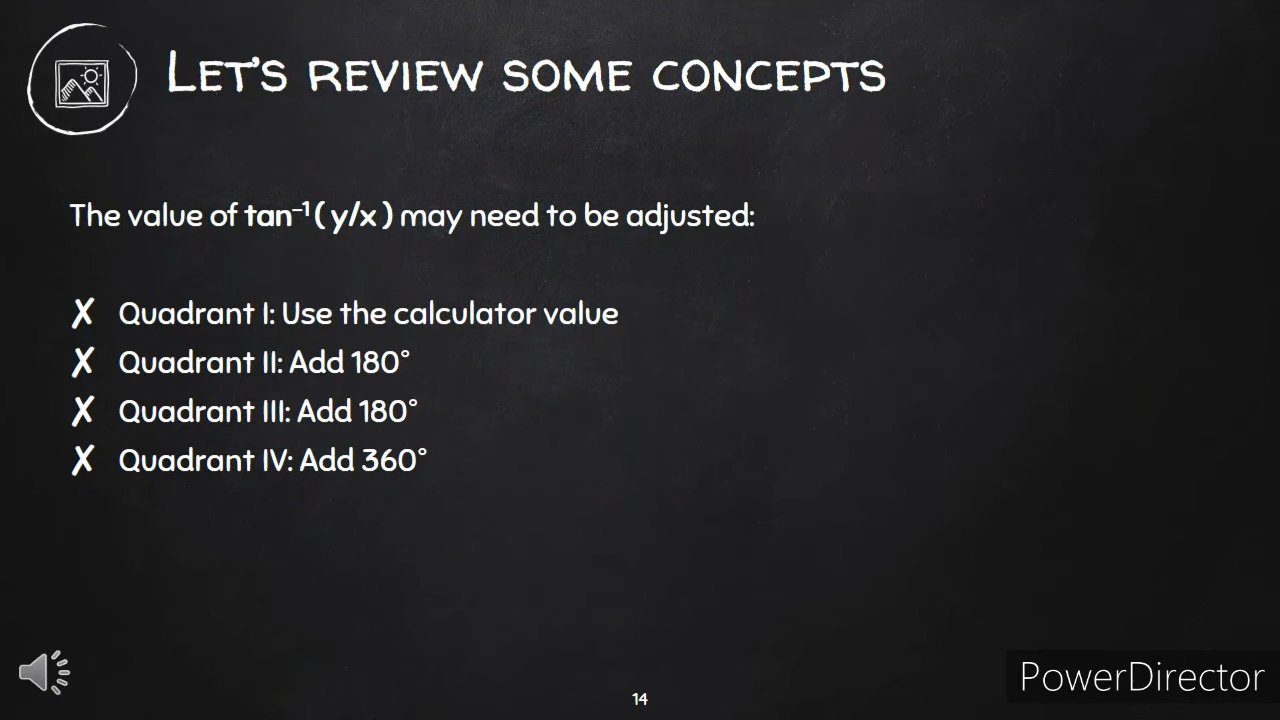 LET'S REVIEW SOME CONCEPTS
The value of tan⁻¹( y/x ) may need to be adjusted:
✗ Quadrant I: Use the calculator value
✗ Quadrant II: Add 180°
✗ Quadrant III: Add 180°
✗ Quadrant IV: Add 360°
PowerDirector
14